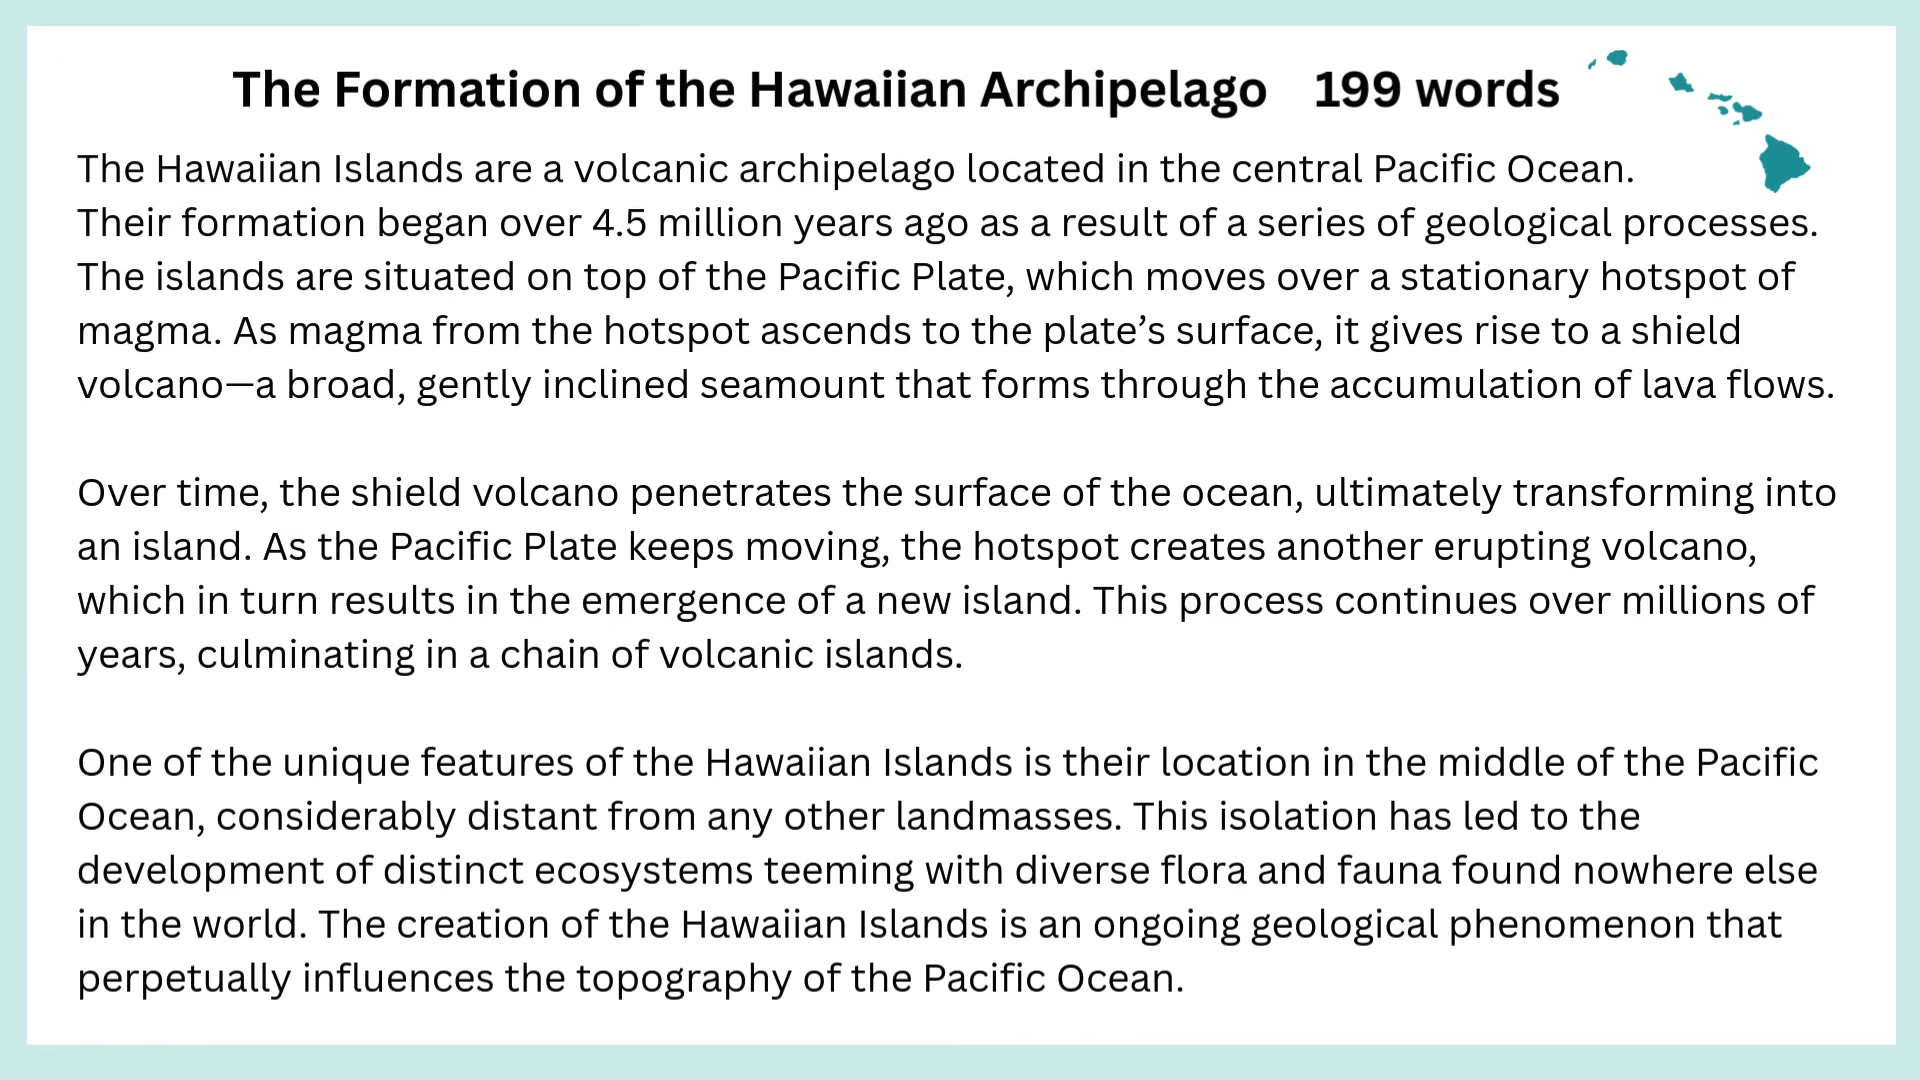 The Formation of the Hawaiian Archipelago 199 words
The Hawaiian Islands are a volcanic archipelago located in the central Pacific Ocean.
Their formation began over 4.5 million years ago as a result of a series of geological processes.
The islands are situated on top of the Pacific Plate, which moves over a stationary hotspot of
magma. As magma from the hotspot ascends to the plate’s surface, it gives rise to a shield
volcano—a broad, gently inclined seamount that forms through the accumulation of lava flows.
Over time, the shield volcano penetrates the surface of the ocean, ultimately transforming into
an island. As the Pacific Plate keeps moving, the hotspot creates another erupting volcano,
which in turn results in the emergence of a new island. This process continues over millions of
years, culminating in a chain of volcanic islands.
One of the unique features of the Hawaiian Islands is their location in the middle of the Pacific
Ocean, considerably distant from any other landmasses. This isolation has led to the
development of distinct ecosystems teeming with diverse flora and fauna found nowhere else
in the world. The creation of the Hawaiian Islands is an ongoing geological phenomenon that
perpetually influences the topography of the Pacific Ocean.